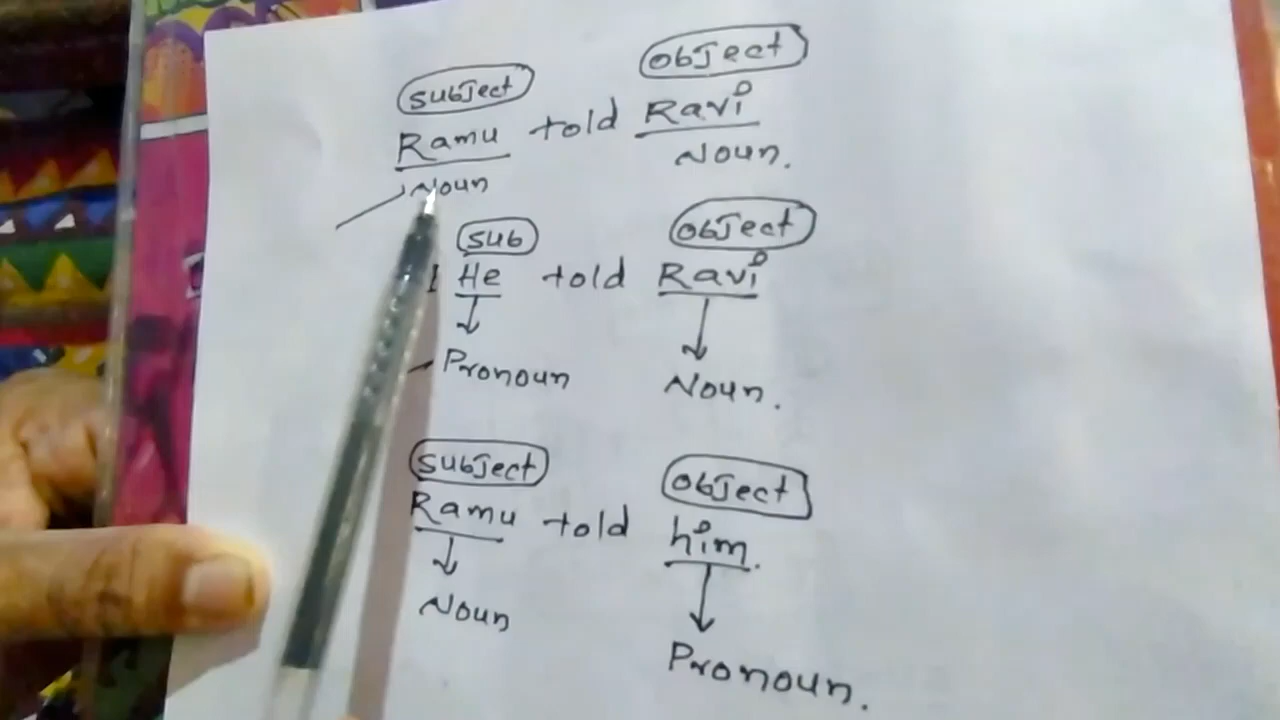 subject object
Ramu told Ravi
Noun Noun.
sub object
He told Ravi
Pronoun Noun.
subject object
Ramu told him.
Noun Pronoun.